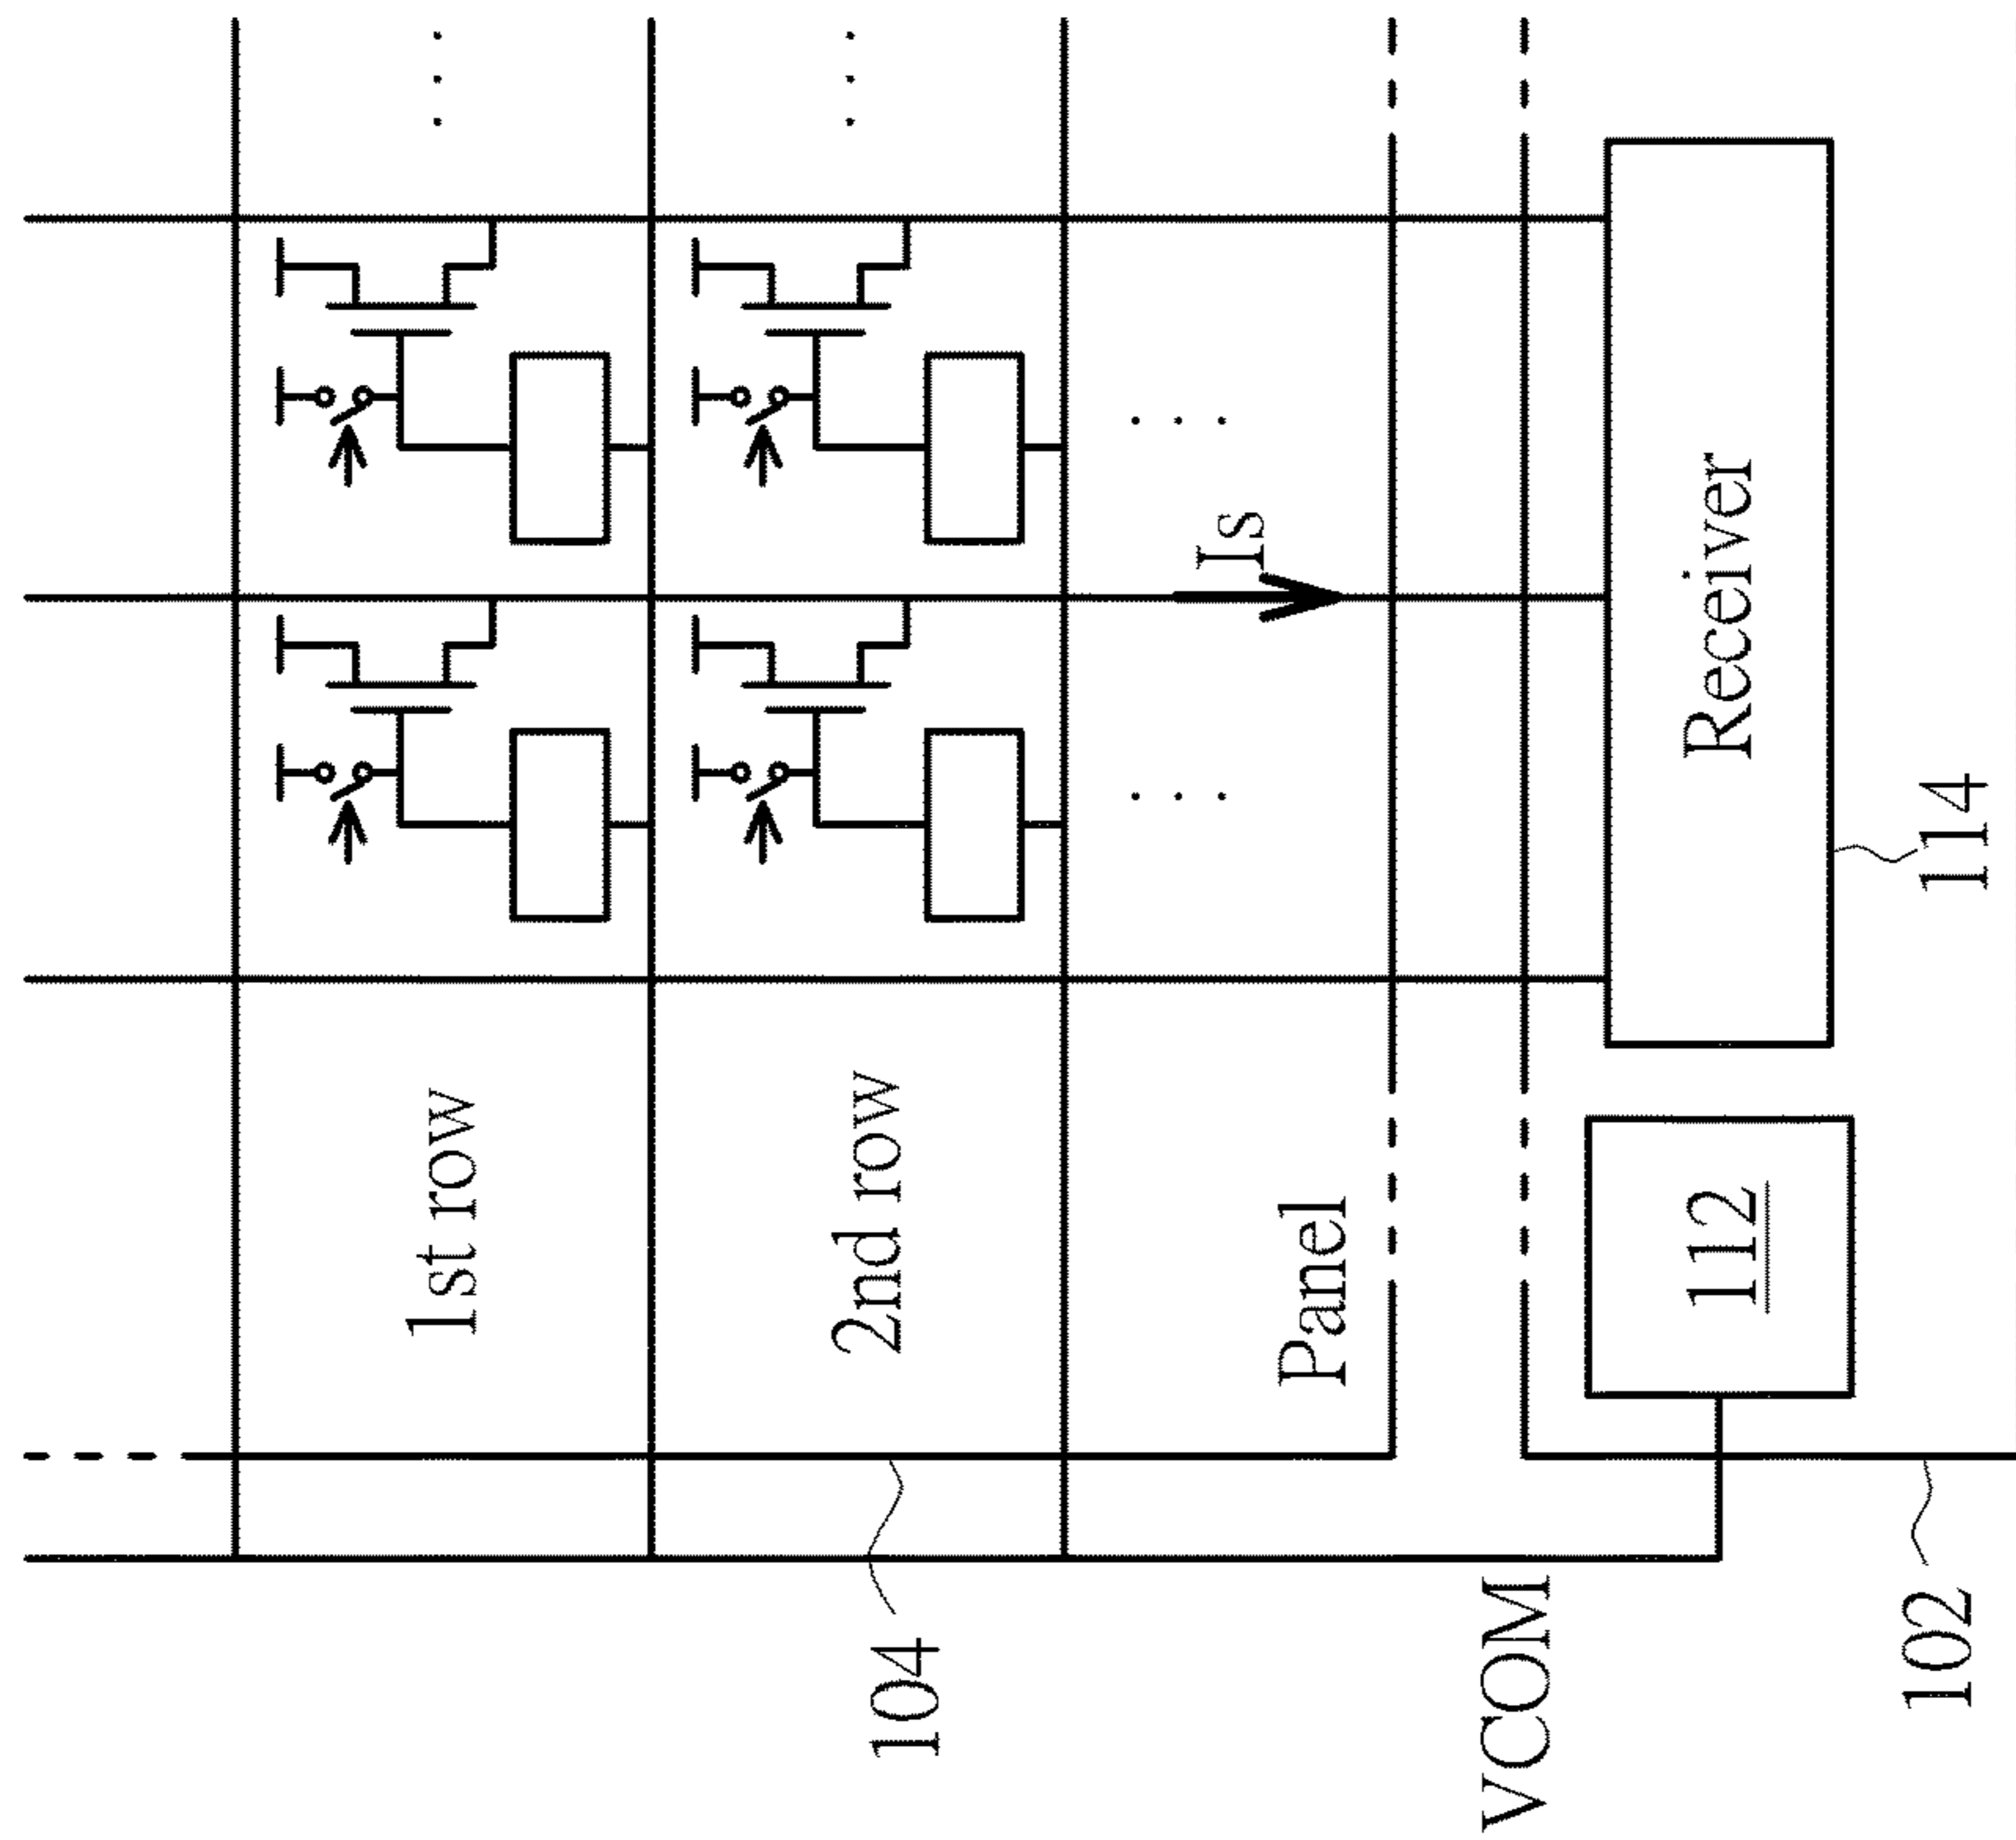 1st row
2nd row
Is
Panel
VCOM
112
Receiver
114
104
102